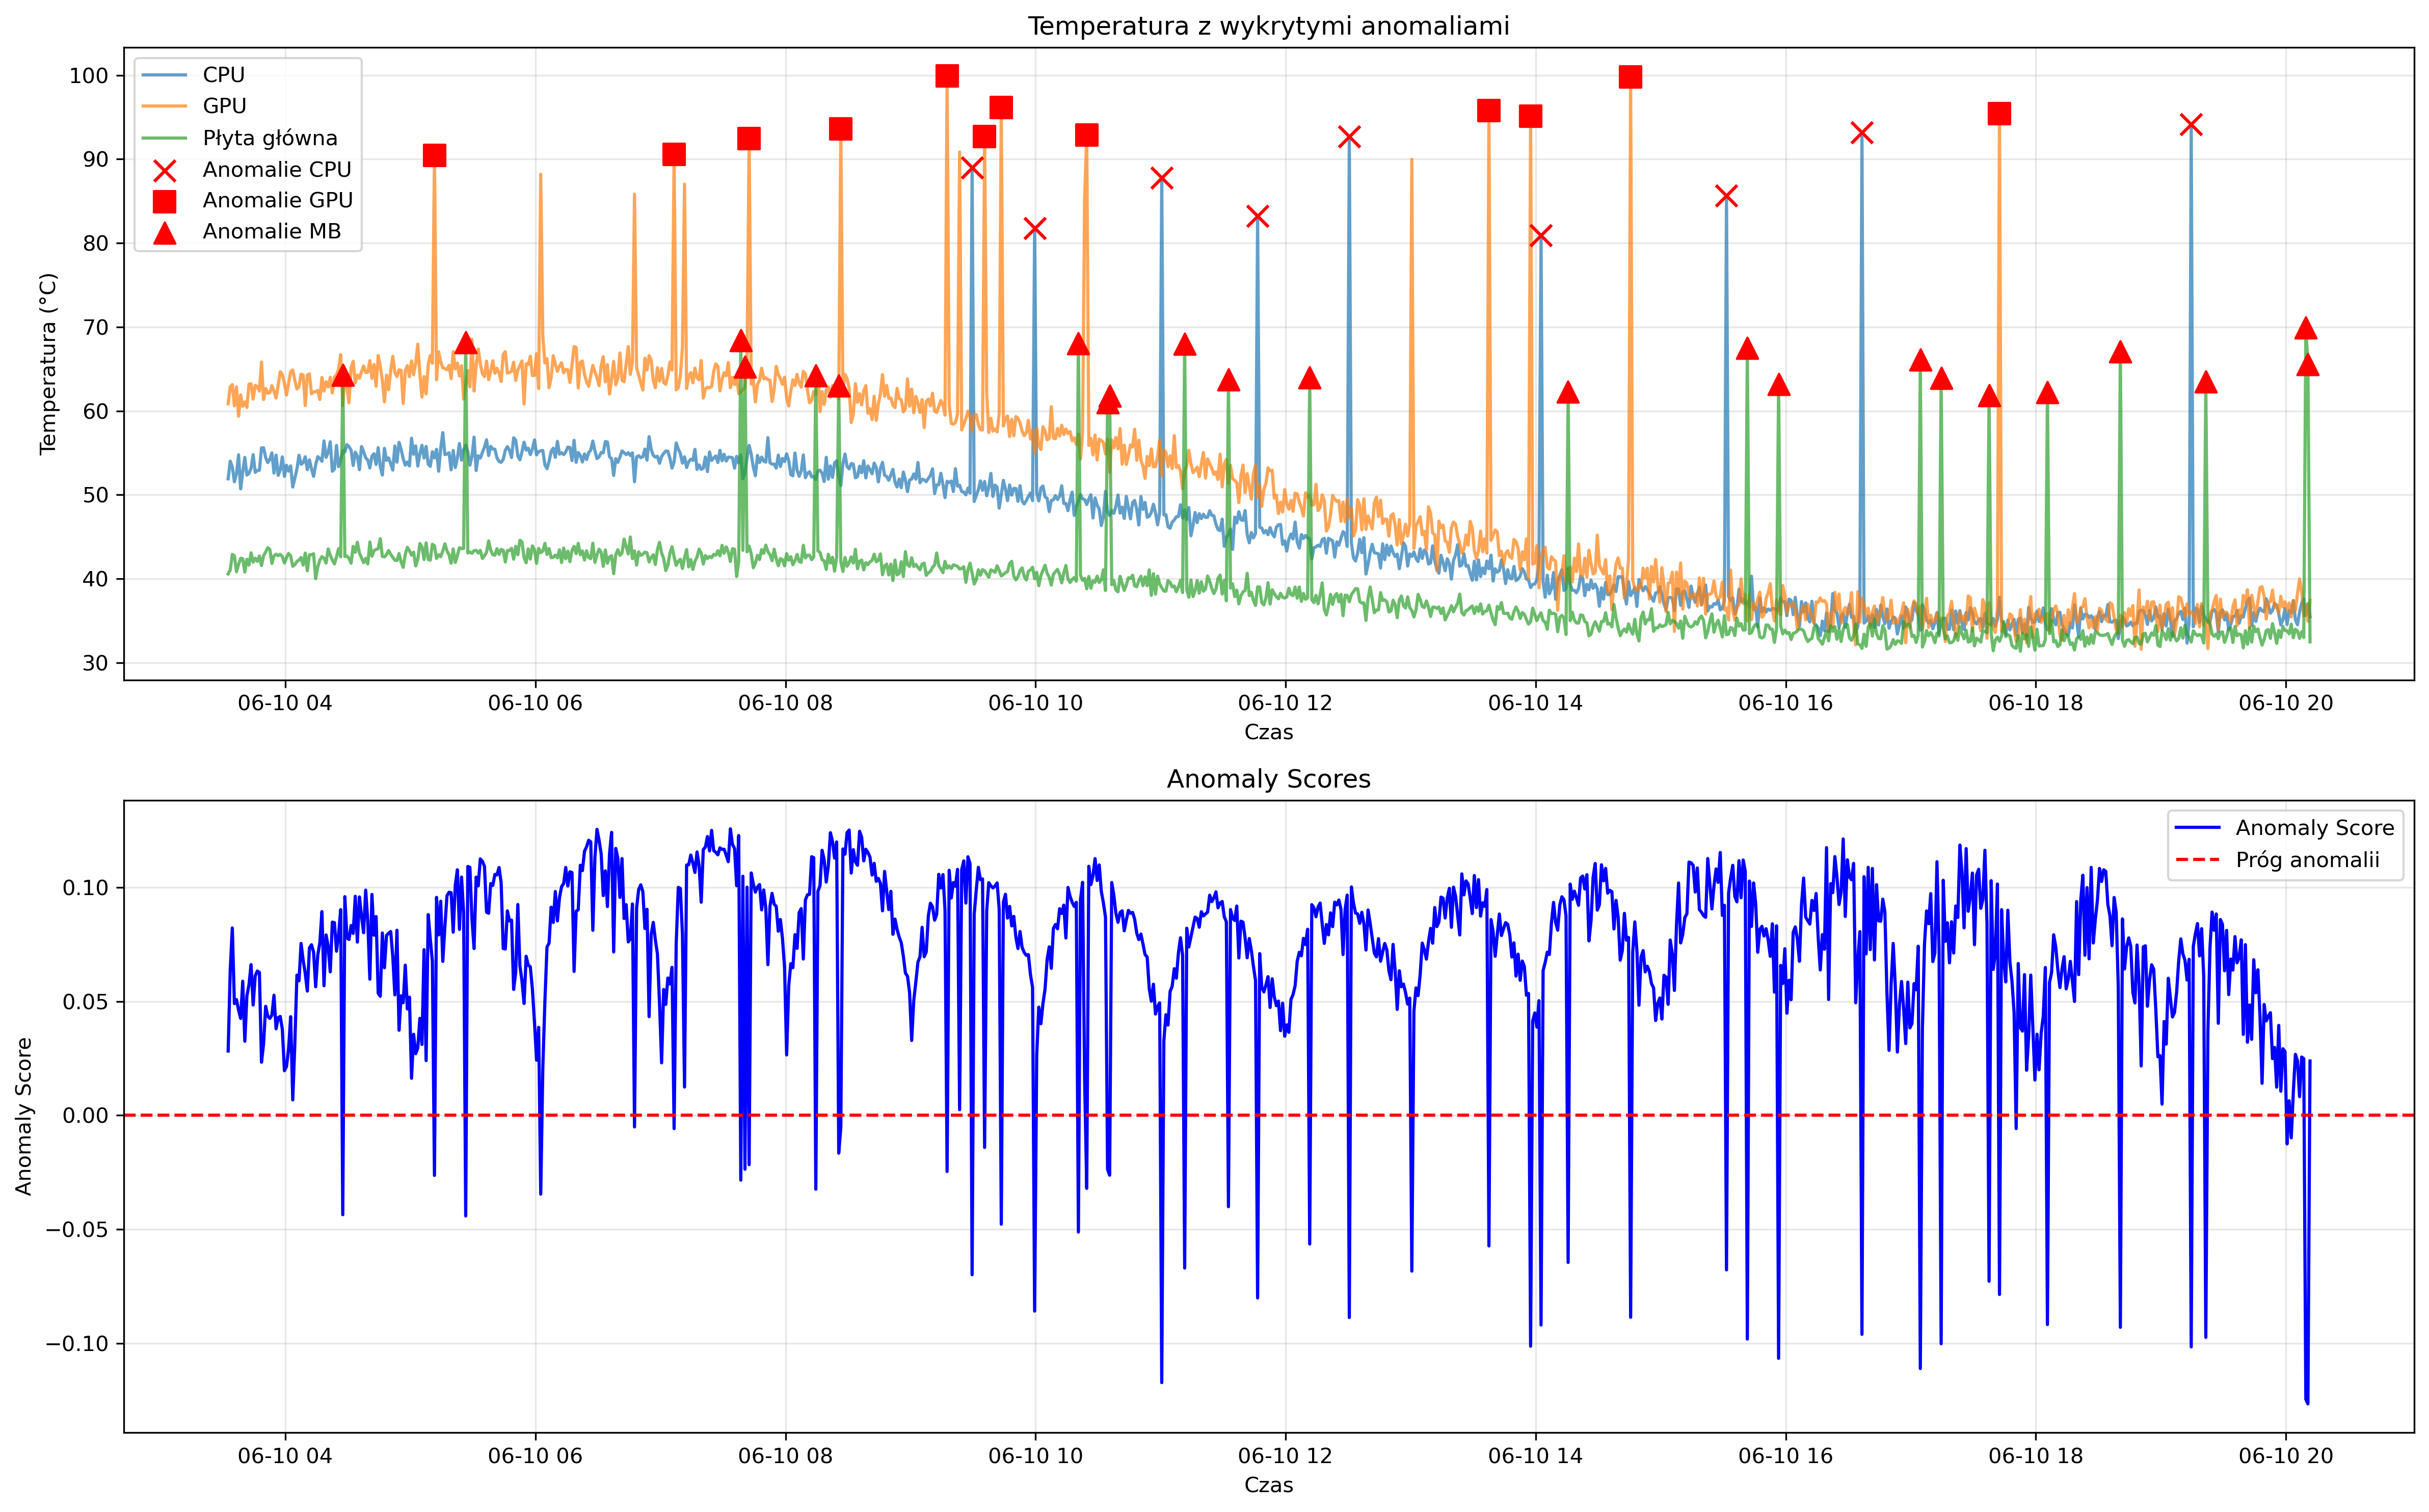 Temperatura z wykrytymi anomaliami
CPU
GPU
Płyta główna
Anomalie CPU
Anomalie GPU
Anomalie MB
Temperatura (°C)
100
90
80
70
60
50
40
30
06-10 04
06-10 06
06-10 08
06-10 10
06-10 12
06-10 14
06-10 16
06-10 18
06-10 20
Czas
Anomaly Scores
Anomaly Score
Próg anomalii
Anomaly Score
0.10
0.05
0.00
−0.05
−0.10
06-10 04
06-10 06
06-10 08
06-10 10
06-10 12
06-10 14
06-10 16
06-10 18
06-10 20
Czas